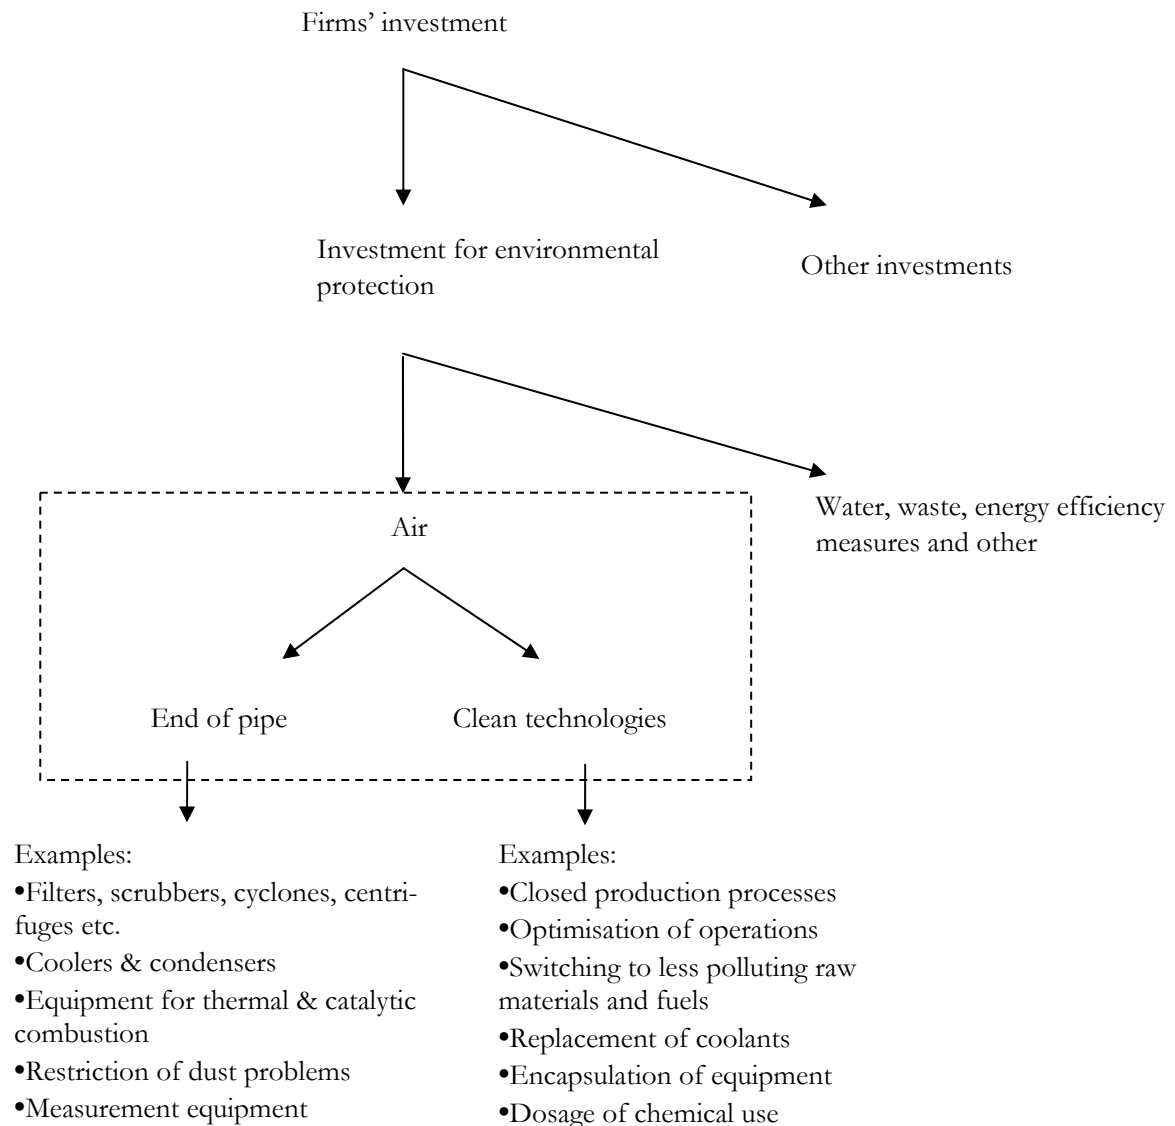 Firms’ investment
Investment for environmental
protection
Other investments
Air
Water, waste, energy efficiency
measures and other
End of pipe
Clean technologies
Examples:
•Filters, scrubbers, cyclones, centri-
fuges etc.
•Coolers & condensers
•Equipment for thermal & catalytic
combustion
•Restriction of dust problems
•Measurement equipment
Examples:
•Closed production processes
•Optimisation of operations
•Switching to less polluting raw
materials and fuels
•Replacement of coolants
•Encapsulation of equipment
•Dosage of chemical use